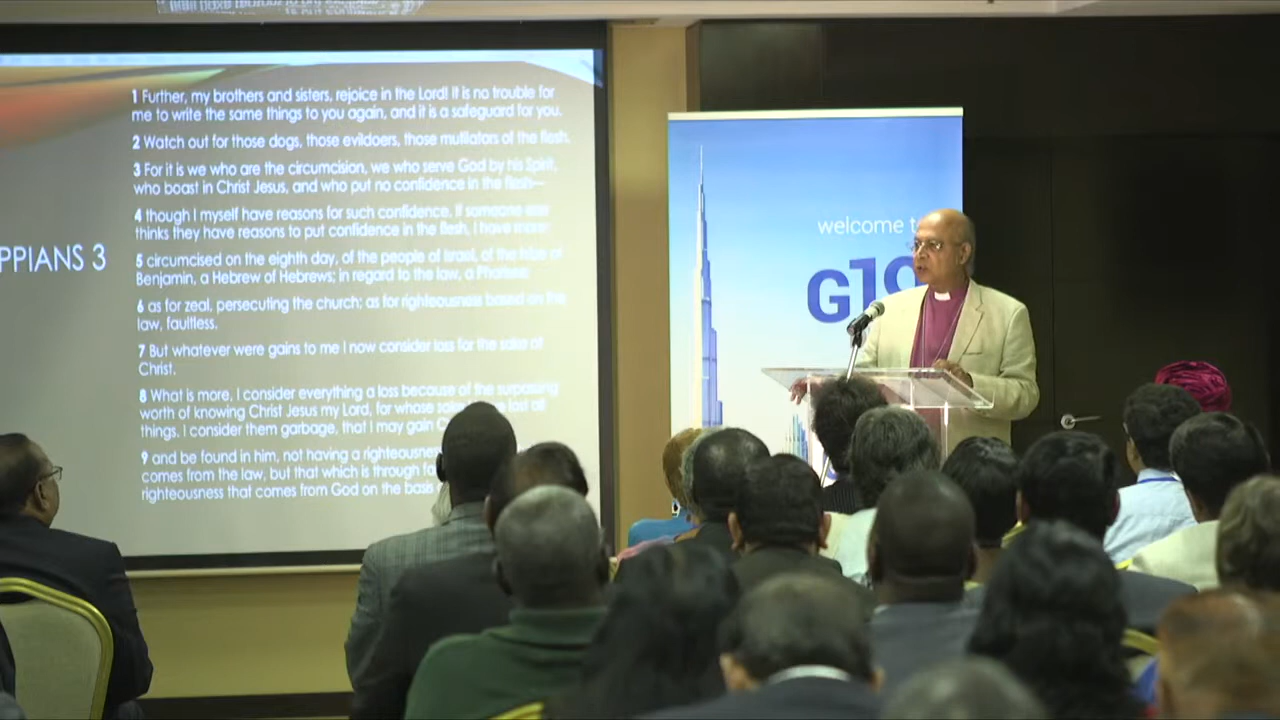 PPIANS 3
1 Further, my brothers and sisters, rejoice in the Lord! It is no trouble for
me to write the same things to you again, and it is a safeguard for you.
2 Watch out for those dogs, those evildoers, those mutilators of the flesh.
3 For it is we who are the circumcision, we who serve God by his Spirit,
who boast in Christ Jesus, and who put no confidence in the flesh—
4 though I myself have reasons for such confidence. If someone else
thinks they have reasons to put confidence in the flesh, I have more:
5 circumcised on the eighth day, of the people of Israel, of the tribe of
Benjamin, a Hebrew of Hebrews; in regard to the law, a Pharisee;
6 as for zeal, persecuting the church; as for righteousness based on the
law, faultless.
7 But whatever were gains to me I now consider loss for the sake of
Christ.
8 What is more, I consider everything a loss because of the surpassing
worth of knowing Christ Jesus my Lord, for whose lost all
things. I consider them garbage, that I may gain
9 and be found in him, not having a righteousness
comes from the law, but that which is through
righteousness that comes from God on the basis
welcome
G19